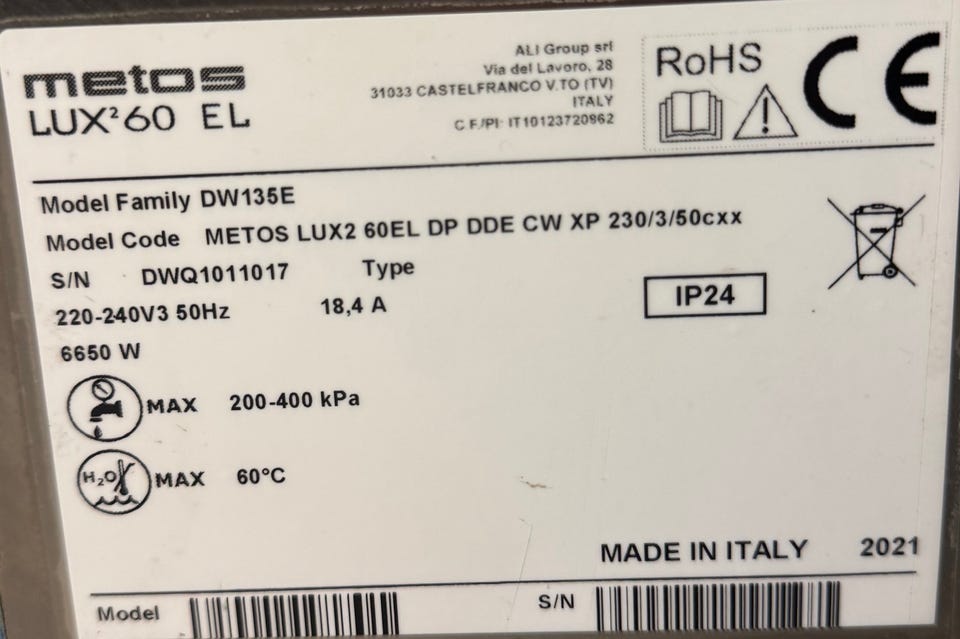 metos
LUX²60 EL
ALI Group srl
Via del Lavoro, 28
31033 CASTELFRANCO V.TO (TV)
ITALY
C.F./PI: IT10123720962
RoHS
CE
Model Family DW135E
Model Code METOS LUX2 60EL DP DDE CW XP 230/3/50cxx
S/N DWQ1011017 Type
220-240V3 50Hz 18,4 A
IP24
6650 W
MAX 200-400 kPa
H₂O MAX 60°C
MADE IN ITALY 2021
Model S/N